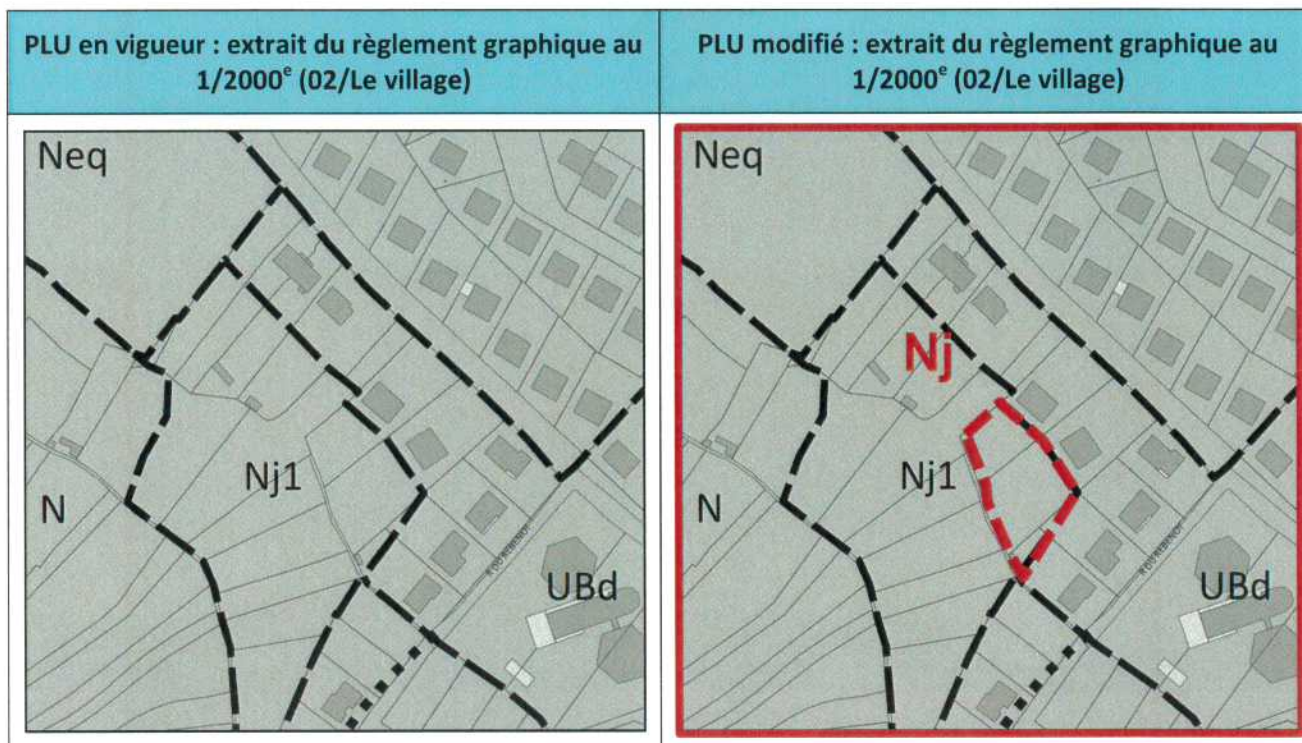 PLU en vigueur : extrait du règlement graphique au
1/2000e (02/Le village)
PLU modifié : extrait du règlement graphique au
1/2000e (02/Le village)
Neq
Nj1
N
UBd
Neq
Nj
Nj1
N
UBd